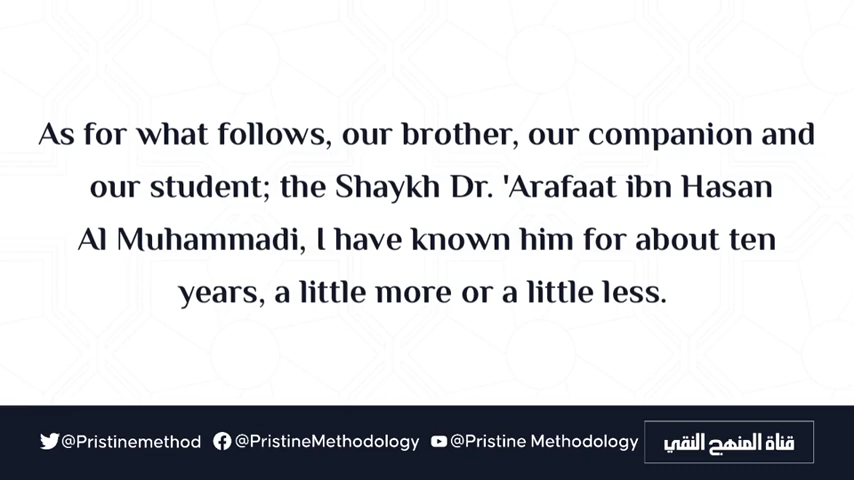 As for what follows, our brother, our companion and
our student; the Shaykh Dr. 'Arafaat ibn Hasan
Al Muhammadi, I have known him for about ten
years, a little more or a little less.
@Pristinemethod @PristineMethodology @Pristine Methodology قناة المنهج النقي